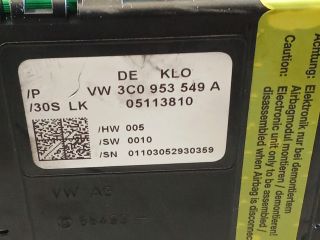 DE KLO
/P VW 3C0 953 549 A
/30S LK 05113810
/HW 005
/SW 0010
/SN 01103052930359
VW AG
Achtung: Elektronik nur bei demontiertem
Airbagmodul montieren / demontieren
Caution: Electronic unit only to be
disassembled / mounted
when Airbag is disassembled